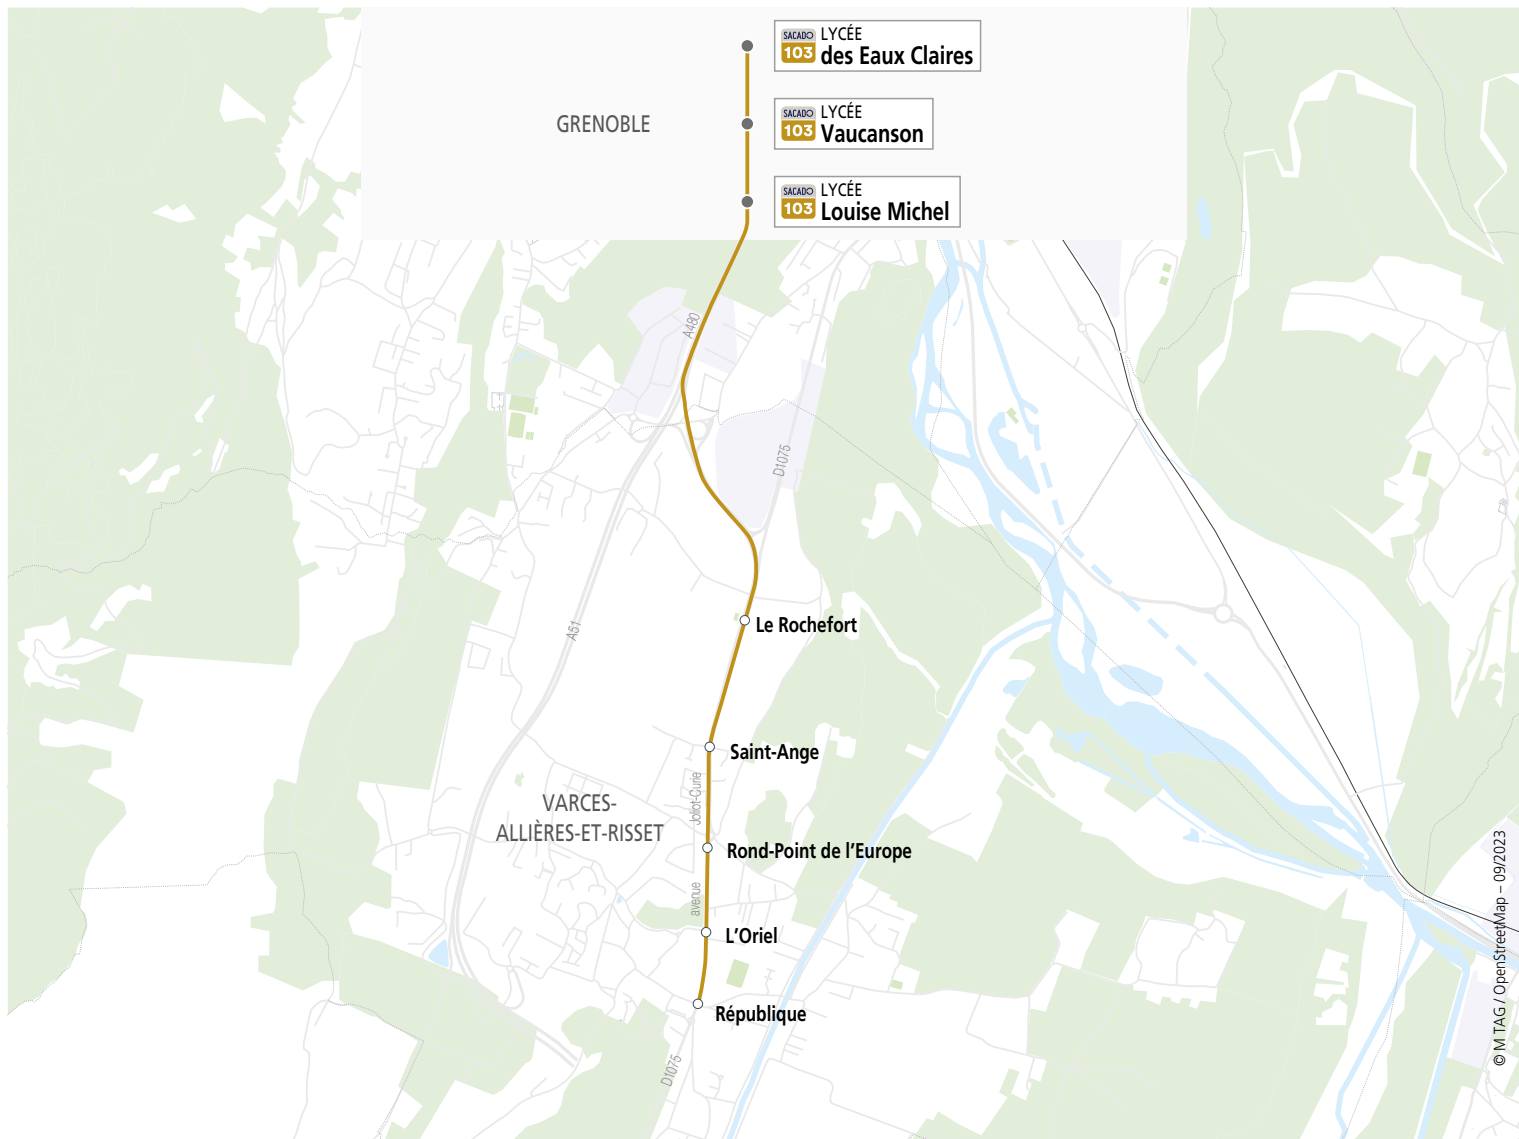 SACADO
103
LYCÉE
des Eaux Claires
GRENOBLE
SACADO
103
LYCÉE
Vaucanson
SACADO
103
LYCÉE
Louise Michel
A480
D1075
A51
Le Rochefort
Saint-Ange
Joliot-Curie
VARCES-
ALLIÈRES-ET-RISSET
Rond-Point de l’Europe
avenue
L’Oriel
République
D1075
© M TAG / OpenStreetMap – 09/2023